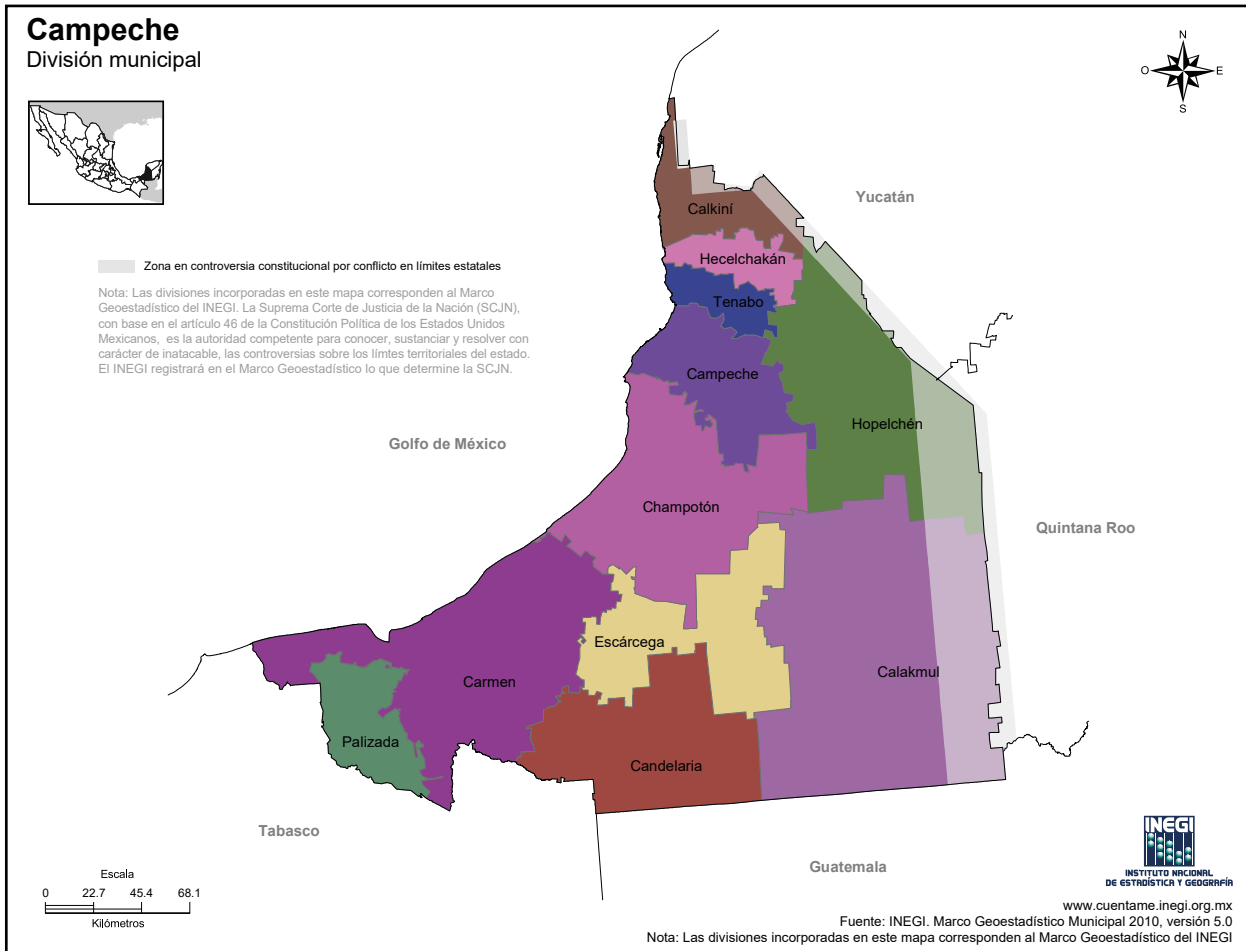 Campeche
División municipal
N
O
E
S
Yucatán
Calkiní
Hecelchakán
Zona en controversia constitucional por conflicto en límites estatales
Nota: Las divisiones incorporadas en este mapa corresponden al Marco
Geoestadístico del INEGI. La Suprema Corte de Justicia de la Nación (SCJN),
con base en el artículo 46 de la Constitución Política de los Estados Unidos
Mexicanos, es la autoridad competente para conocer, sustanciar y resolver con
carácter de inatacable, las controversias sobre los límtes territoriales del estado.
El INEGI registrará en el Marco Geoestadístico lo que determine la SCJN.
Tenabo
Campeche
Hopelchén
Golfo de México
Champotón
Quintana Roo
Escárcega
Carmen
Calakmul
Palizada
Candelaria
Tabasco
Guatemala
INEGI
INSTITUTO NACIONAL
DE ESTADÍSTICA Y GEOGRAFÍA
Escala
0 22.7 45.4 68.1
Kilómetros
www.cuentame.inegi.org.mx
Fuente: INEGI. Marco Geoestadístico Municipal 2010, versión 5.0
Nota: Las divisiones incorporadas en este mapa corresponden al Marco Geoestadístico del INEGI